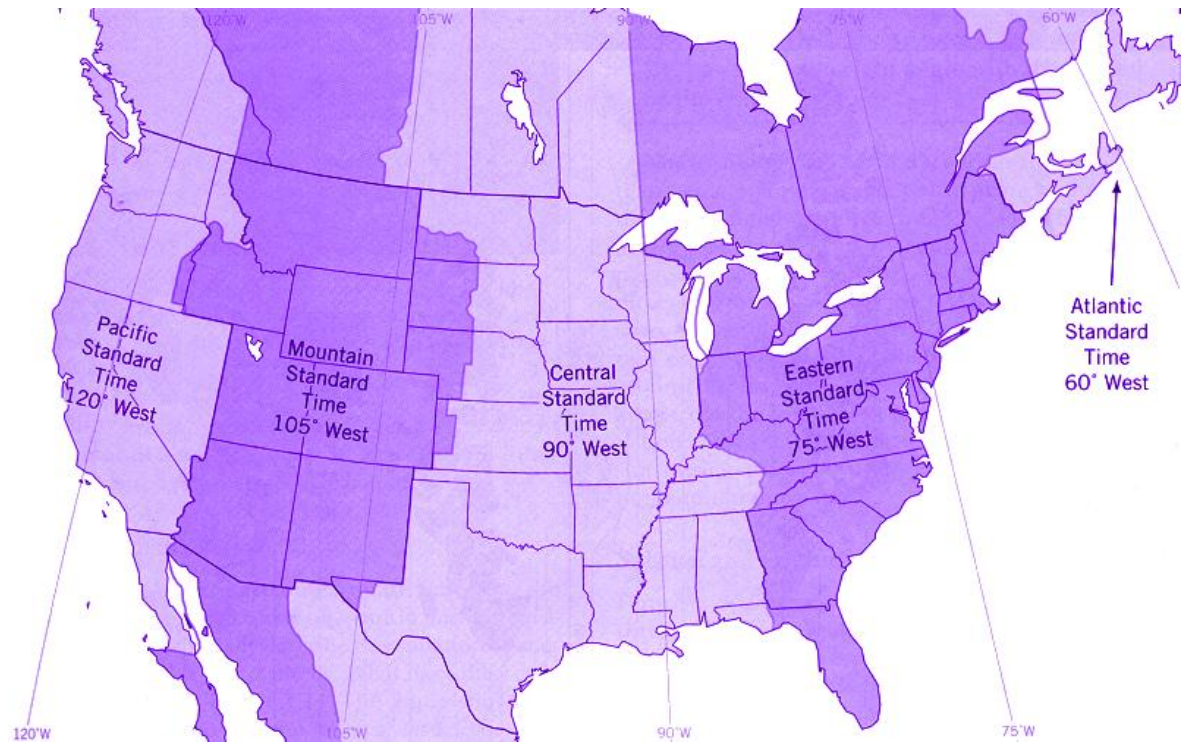 120°W
105°W
90°W
75°W
60°W
Pacific
Standard
Time
120° West
Mountain
Standard
Time
105° West
Central
Standard
Time
90° West
Eastern
Standard
Time
75° West
Atlantic
Standard
Time
60° West
120°W
105°W
90°W
75°W